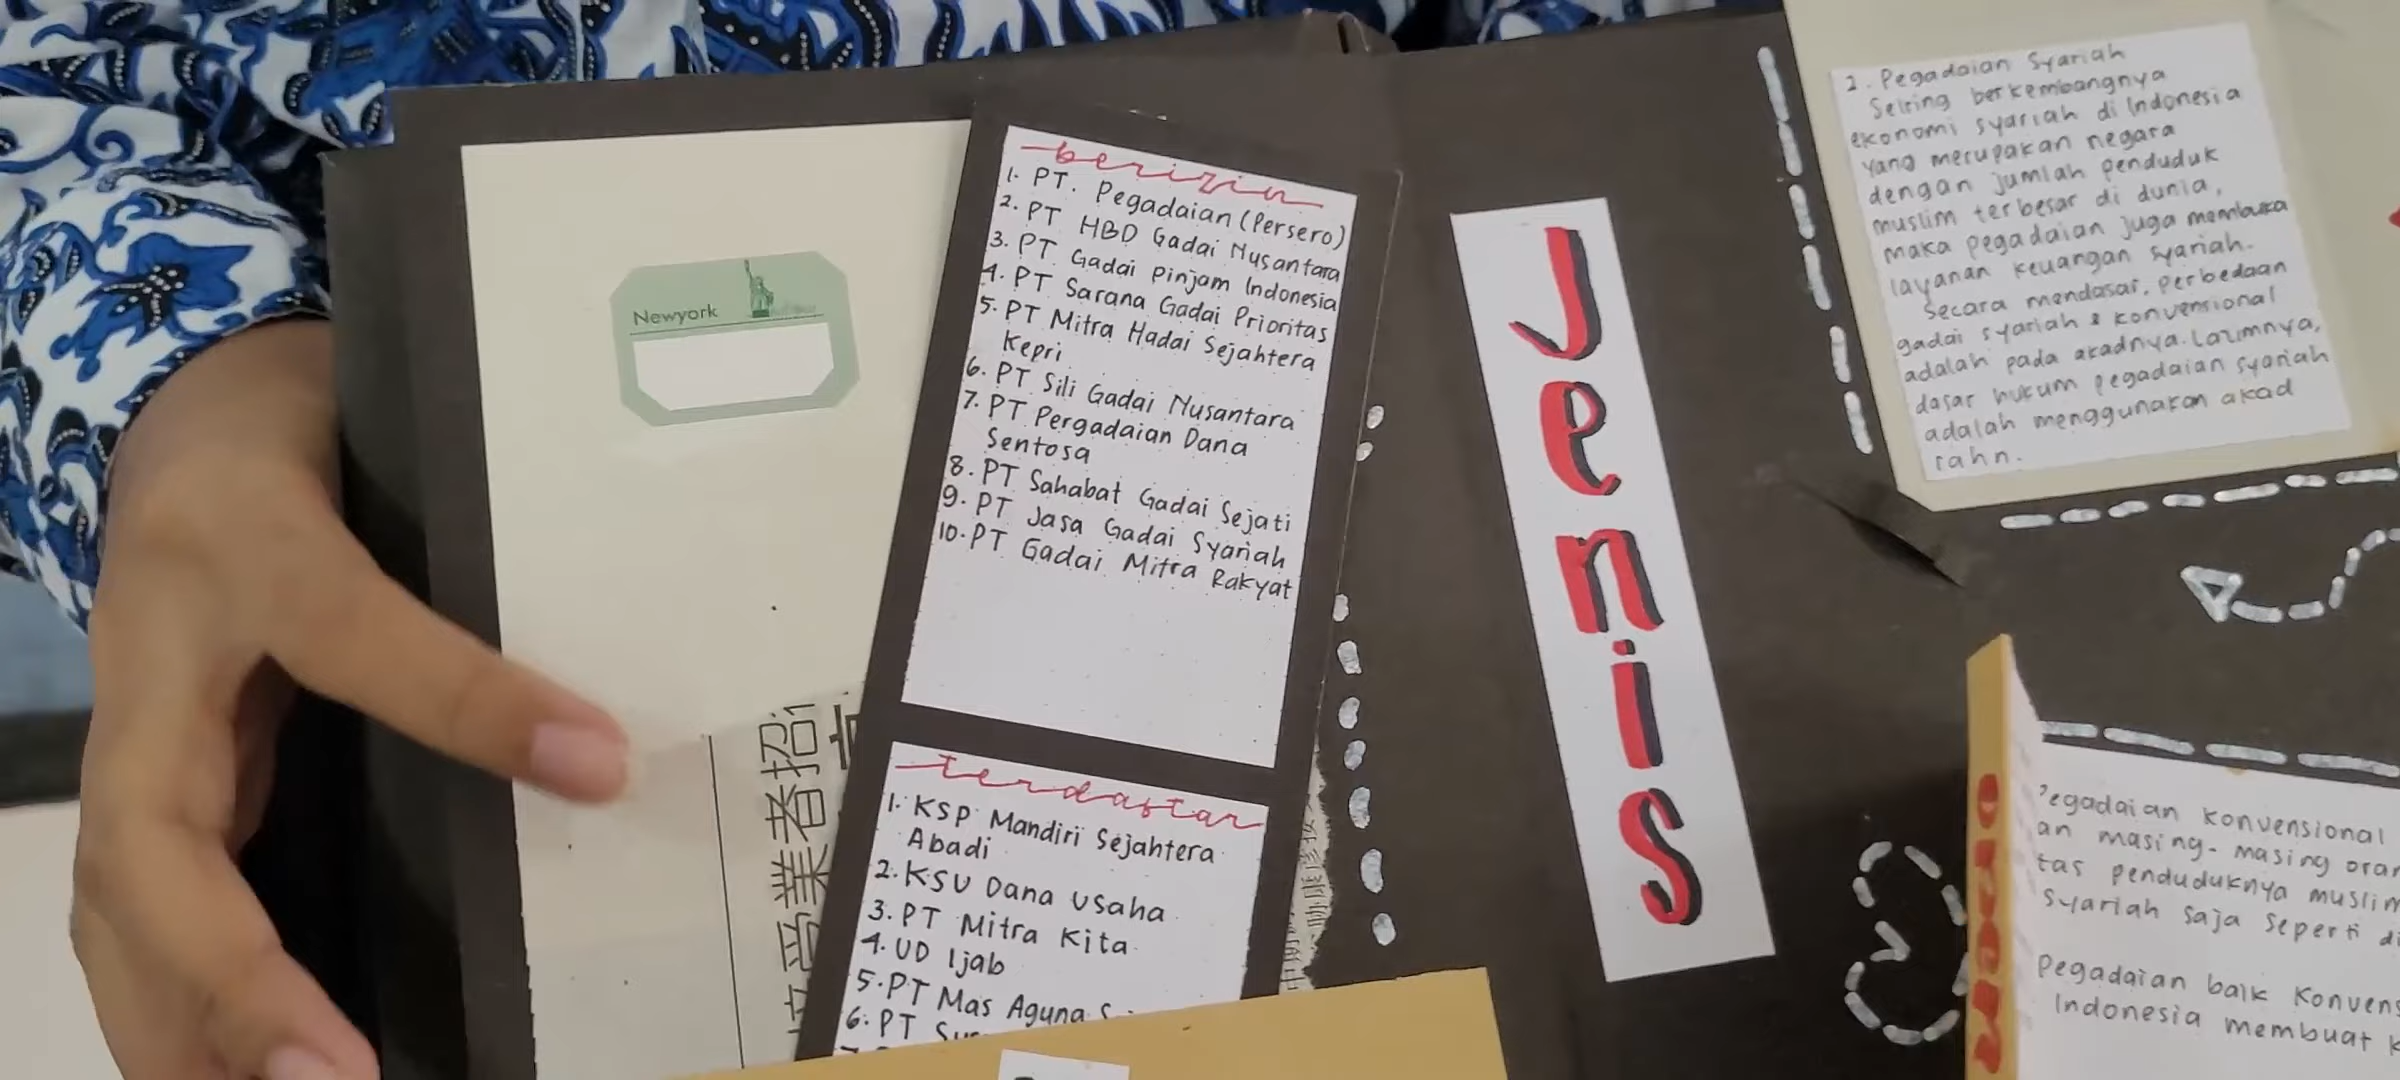 Newyork
berizin
1. PT. Pegadaian (Persero)
2. PT HBD Gadai Nusantara
3. PT Gadai Pinjam Indonesia
4. PT Sarana Gadai Prioritas
5. PT Mitra Hadai Sejahtera
Kepri
6. PT Sili Gadai Nusantara
7. PT Pergadaian Dana
Sentosa
8. PT Sahabat Gadai Sejati
9. PT Jasa Gadai Syariah
10. PT Gadai Mitra Rakyat
terdaftar
1. KSP Mandiri Sejahtera
Abadi
2. KSU Dana Usaha
3. PT Mitra Kita
4. UD Ijab
5. PT Mas Aguna
6. PT
接受業者招
Jenis
2. Pegadaian Syariah
Seiring berkembangnya
ekonomi syariah di Indonesia
yang merupakan negara
dengan jumlah penduduk
muslim terbesar di dunia,
maka pegadaian juga membuka
layanan keuangan syariah.
Secara mendasar, perbedaan
gadai syariah & konvensional
adalah pada akadnya. Lazimnya,
dasar hukum pegadaian syariah
adalah menggunakan akad
rahn.
open
Pegadaian Konvensional
an masing-masing
tas penduduknya muslim
Syariah saja seperti
Pegadaian baik
Indonesia membuat